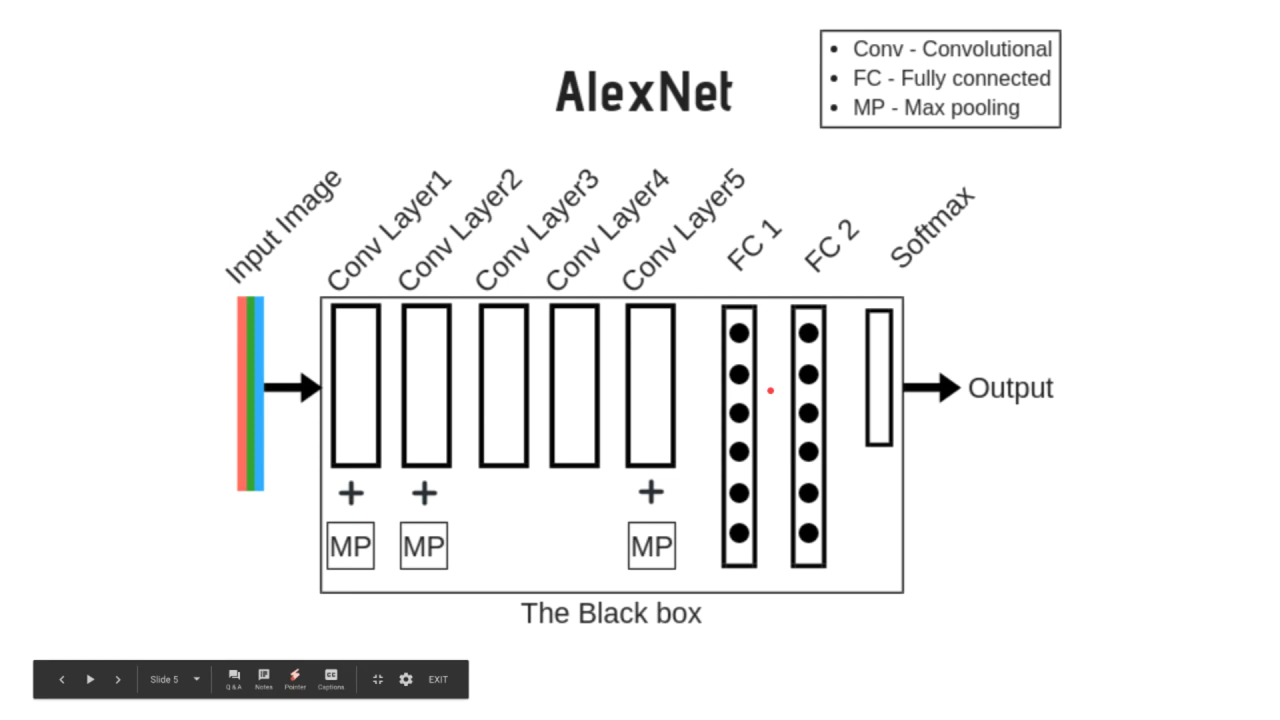 AlexNet
• Conv - Convolutional
• FC - Fully connected
• MP - Max pooling
Input Image
Conv Layer1
Conv Layer2
Conv Layer3
Conv Layer4
Conv Layer5
FC 1
FC 2
Softmax
+
+
+
MP
MP
MP
Output
The Black box
Slide 5
Q & A
Notes
Pointer
CC
Captions
EXIT